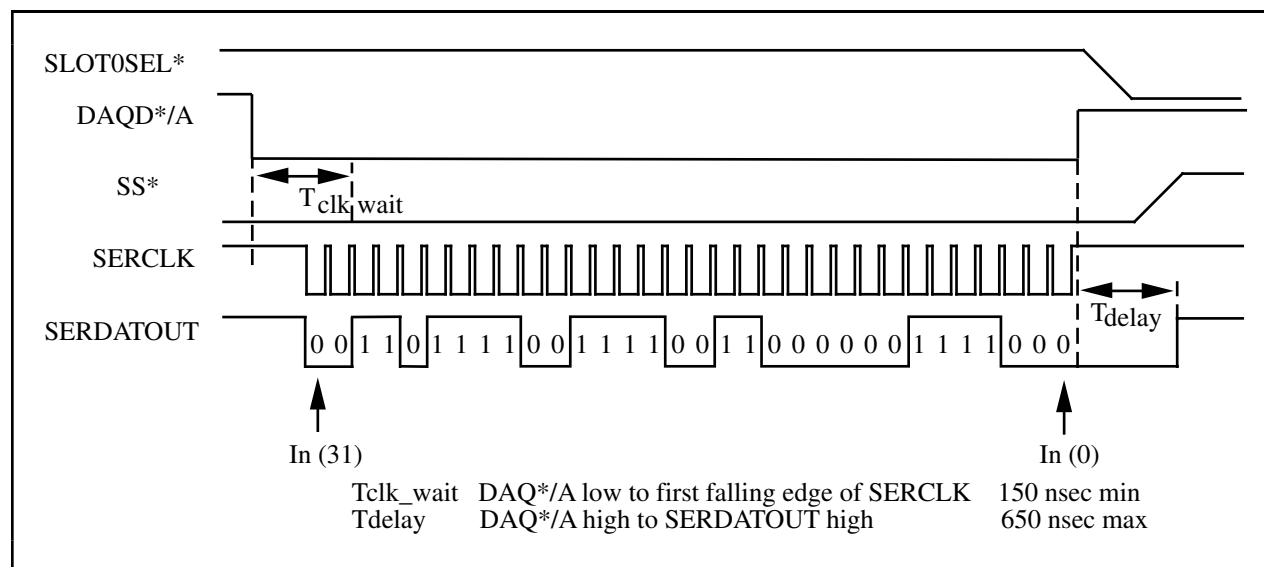 SLOT0SEL*
DAQD*/A
SS*
Tclk_wait
SERCLK
Tdelay
SERDATOUT
0 0 1 1 0 1 1 1 1 0 0 1 1 1 1 0 0 1 1 0 0 0 0 0 0 1 1 1 1 0 0 0
In (31) In (0)
Tclk_wait DAQ*/A low to first falling edge of SERCLK 150 nsec min
Tdelay DAQ*/A high to SERDATOUT high 650 nsec max